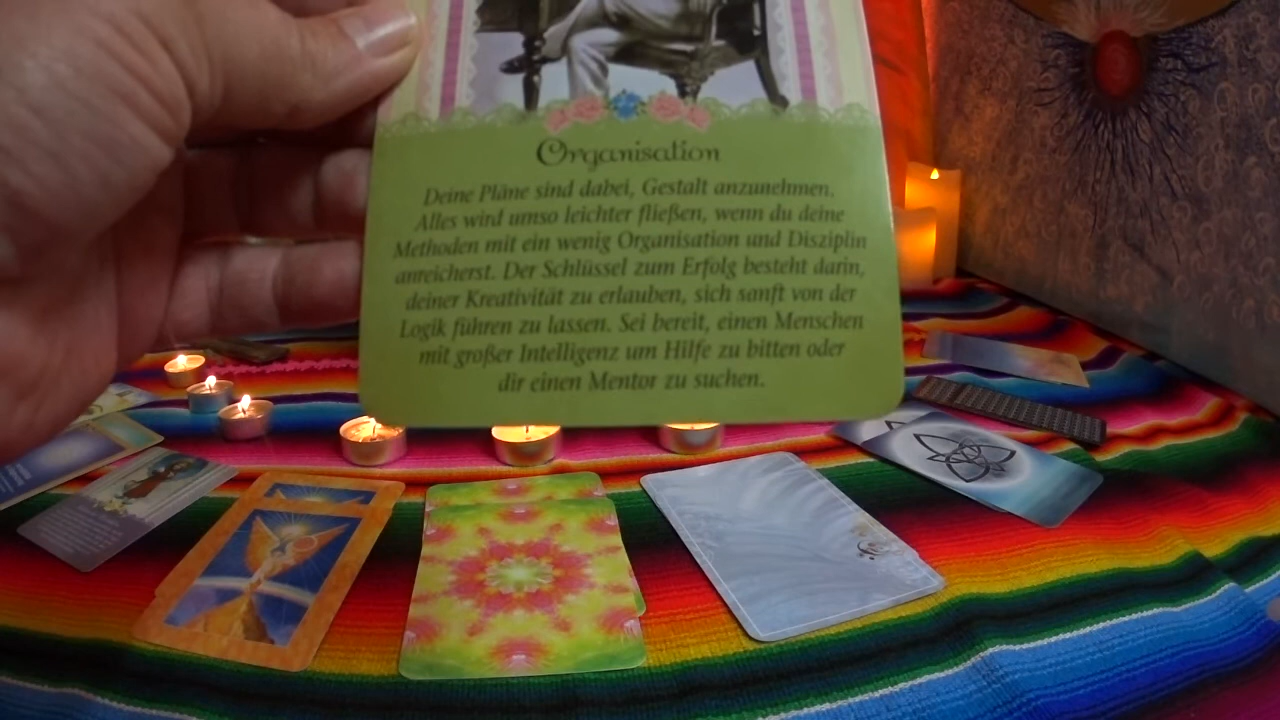 Organisation
Deine Pläne sind dabei, Gestalt anzunehmen.
Alles wird umso leichter fließen, wenn du deine
Methoden mit ein wenig Organisation und Disziplin
anreicherst. Der Schlüssel zum Erfolg besteht darin,
deiner Kreativität zu erlauben, sich sanft von der
Logik führen zu lassen. Sei bereit, einen Menschen
mit großer Intelligenz um Hilfe zu bitten oder
dir einen Mentor zu suchen.